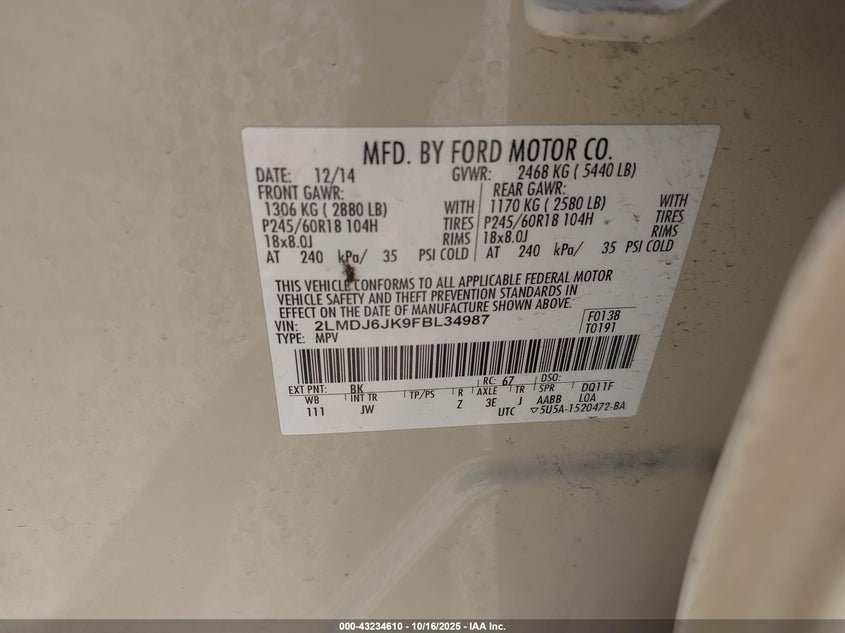 MFD. BY FORD MOTOR CO.
DATE: 12/14 GVWR: 2468 KG ( 5440 LB)
FRONT GAWR: REAR GAWR:
1306 KG ( 2880 LB) WITH 1170 KG ( 2580 LB) WITH
P245/60R18 104H TIRES P245/60R18 104H TIRES
18x8.0J RIMS 18x8.0J RIMS
AT 240 kPa/ 35 PSI COLD AT 240 kPa/ 35 PSI COLD
THIS VEHICLE CONFORMS TO ALL APPLICABLE FEDERAL MOTOR
VEHICLE SAFETY AND THEFT PREVENTION STANDARDS IN
EFFECT ON THE DATE OF MANUFACTURE SHOWN ABOVE.
VIN: 2LMDJ6JK9FBL34987 F0138
TYPE: MPV T0191
EXT PNT: BK RC: 67 DSO:
WB INT TR TP/PS R AXLE TR SPR DQ11F
111 JW Z 3E J AABB LOA
UTC ▽5U5A-1520472-BA
000-43234610 - 10/16/2025 - IAA Inc.